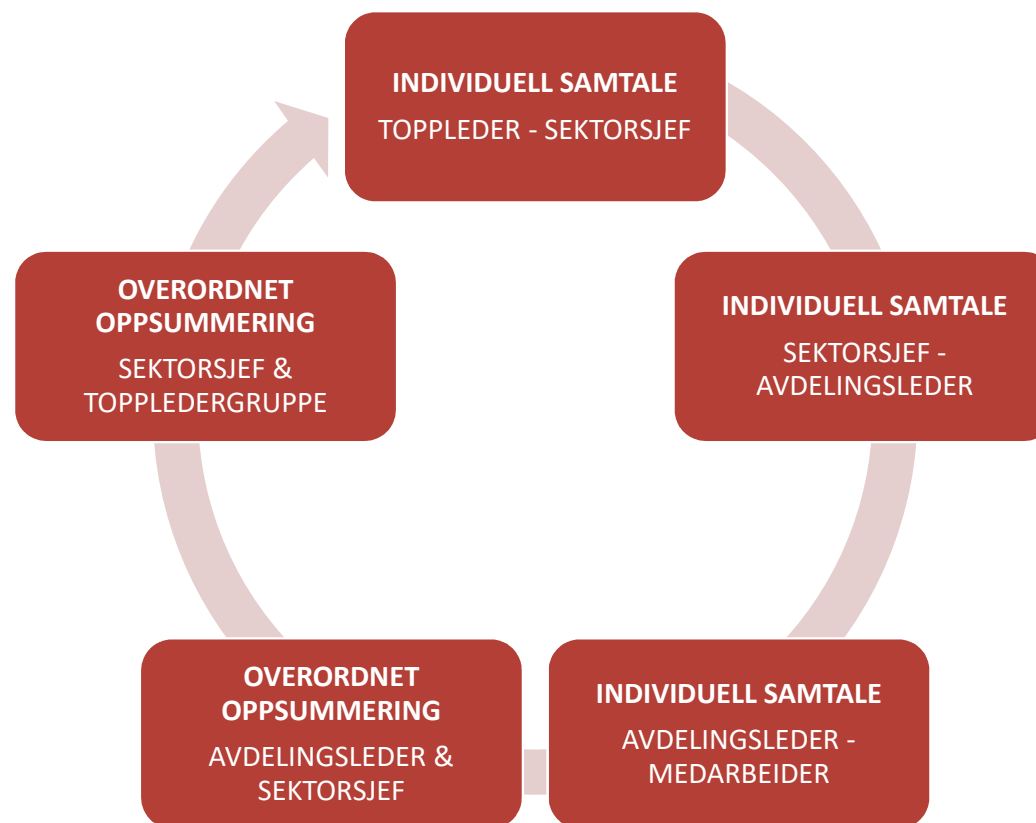 INDIVIDUELL SAMTALE
TOPPLEDER - SEKTORSJEF
INDIVIDUELL SAMTALE
SEKTORSJEF -
AVDELINGSLEDER
INDIVIDUELL SAMTALE
AVDELINGSLEDER -
MEDARBEIDER
OVERORDNET
OPPSUMMERING
AVDELINGSLEDER &
SEKTORSJEF
OVERORDNET
OPPSUMMERING
SEKTORSJEF &
TOPPLEDERGRUPPE